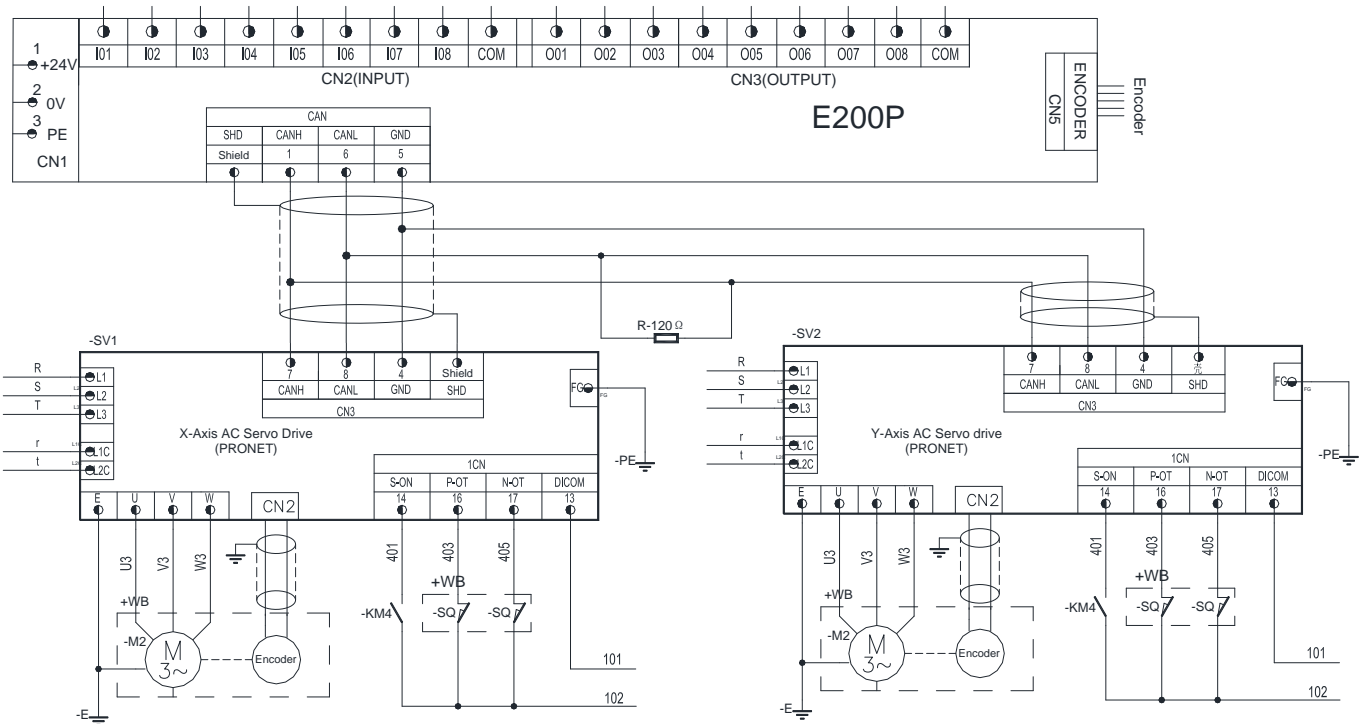 I01 I02 I03 I04 I05 I06 I07 I08 COM O01 O02 O03 O04 O05 O06 O07 O08 COM
CN2(INPUT) CN3(OUTPUT)
1
+24V
2
0V
3
PE
CN1
E200P
ENCODER
CN5
Encoder
CAN
SHD CANH CANL GND
Shield 1 6 5
R-120Ω
-SV1
R
S
T
r
t
L1
L2
L3
L1C
L2C
7 8 4 Shield
CANH CANL GND SHD
CN3
FG
FG
X-Axis AC Servo Drive
(PRONET)
-PE
1CN
S-ON P-OT N-OT DICOM
14 16 17 13
E U V W
CN2
U3 V3 W3
401 403 405
+WB
-KM4 -SQ -SQ
+WB
-M2
M
3~
Encoder
101
102
-E
-SV2
R
S
T
r
t
L1
L2
L3
L1C
L2C
7 8 4 壳
CANH CANL GND SHD
CN3
FG
FG
Y-Axis AC Servo drive
(PRONET)
-PE
1CN
S-ON P-OT N-OT DICOM
14 16 17 13
E U V W
CN2
U3 V3 W3
401 403 405
+WB
-KM4 -SQ -SQ
+WB
-M2
M
3~
Encoder
101
102
-E